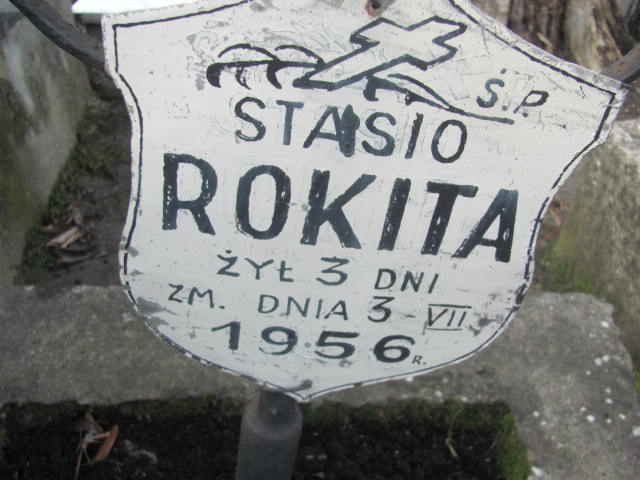 Ś.P.
STASIO
ROKITA
ŻYŁ 3 DNI
ZM. DNIA 3-VII
1956 R.